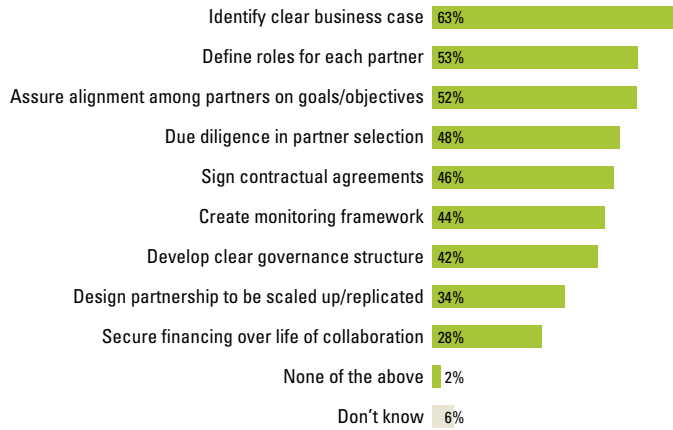 Identify clear business case 63%
Define roles for each partner 53%
Assure alignment among partners on goals/objectives 52%
Due diligence in partner selection 48%
Sign contractual agreements 46%
Create monitoring framework 44%
Develop clear governance structure 42%
Design partnership to be scaled up/replicated 34%
Secure financing over life of collaboration 28%
None of the above 2%
Don’t know 6%